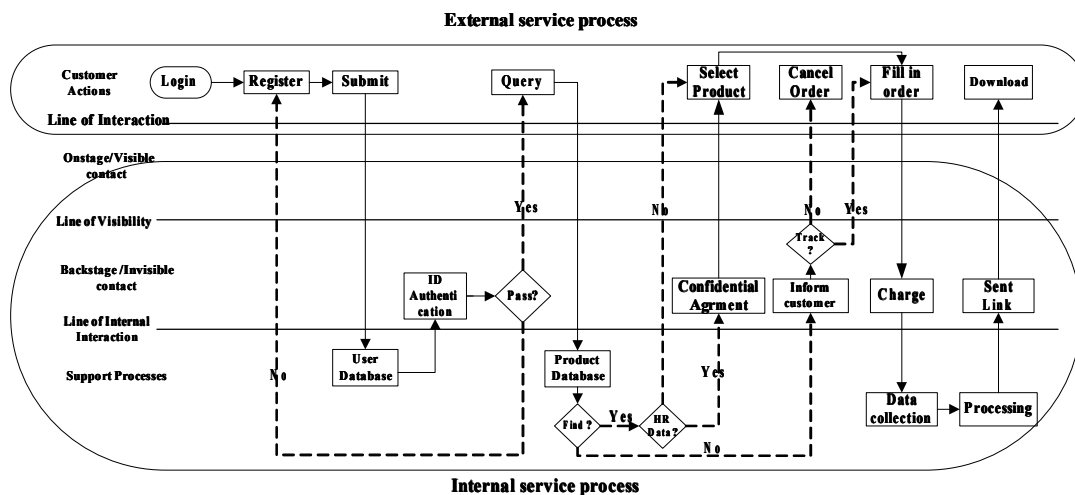 External service process
Customer
Actions
Login
Register
Submit
Query
Select
Product
Cancel
Order
Fill in
order
Download
Line of Interaction
Onstage/Visible
contact
Yes
No
No
Yes
Line of Visibility
Track
?
Backstage /Invisible
contact
ID
Authenti
cation
Pass?
Confidential
Agrment
Inform
customer
Charge
Sent
Link
Line of Internal
Interaction
Support Processes
No
User
Database
Product
Database
Yes
Find ?
Yes
HR
Data?
No
Data
collection
Processing
Internal service process